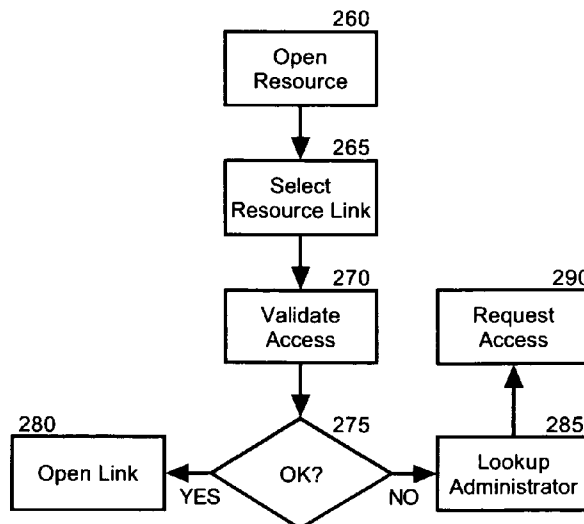 260
Open
Resource
265
Select
Resource Link
270
Validate
Access
290
Request
Access
275
OK?
YES
NO
280
Open Link
285
Lookup
Administrator